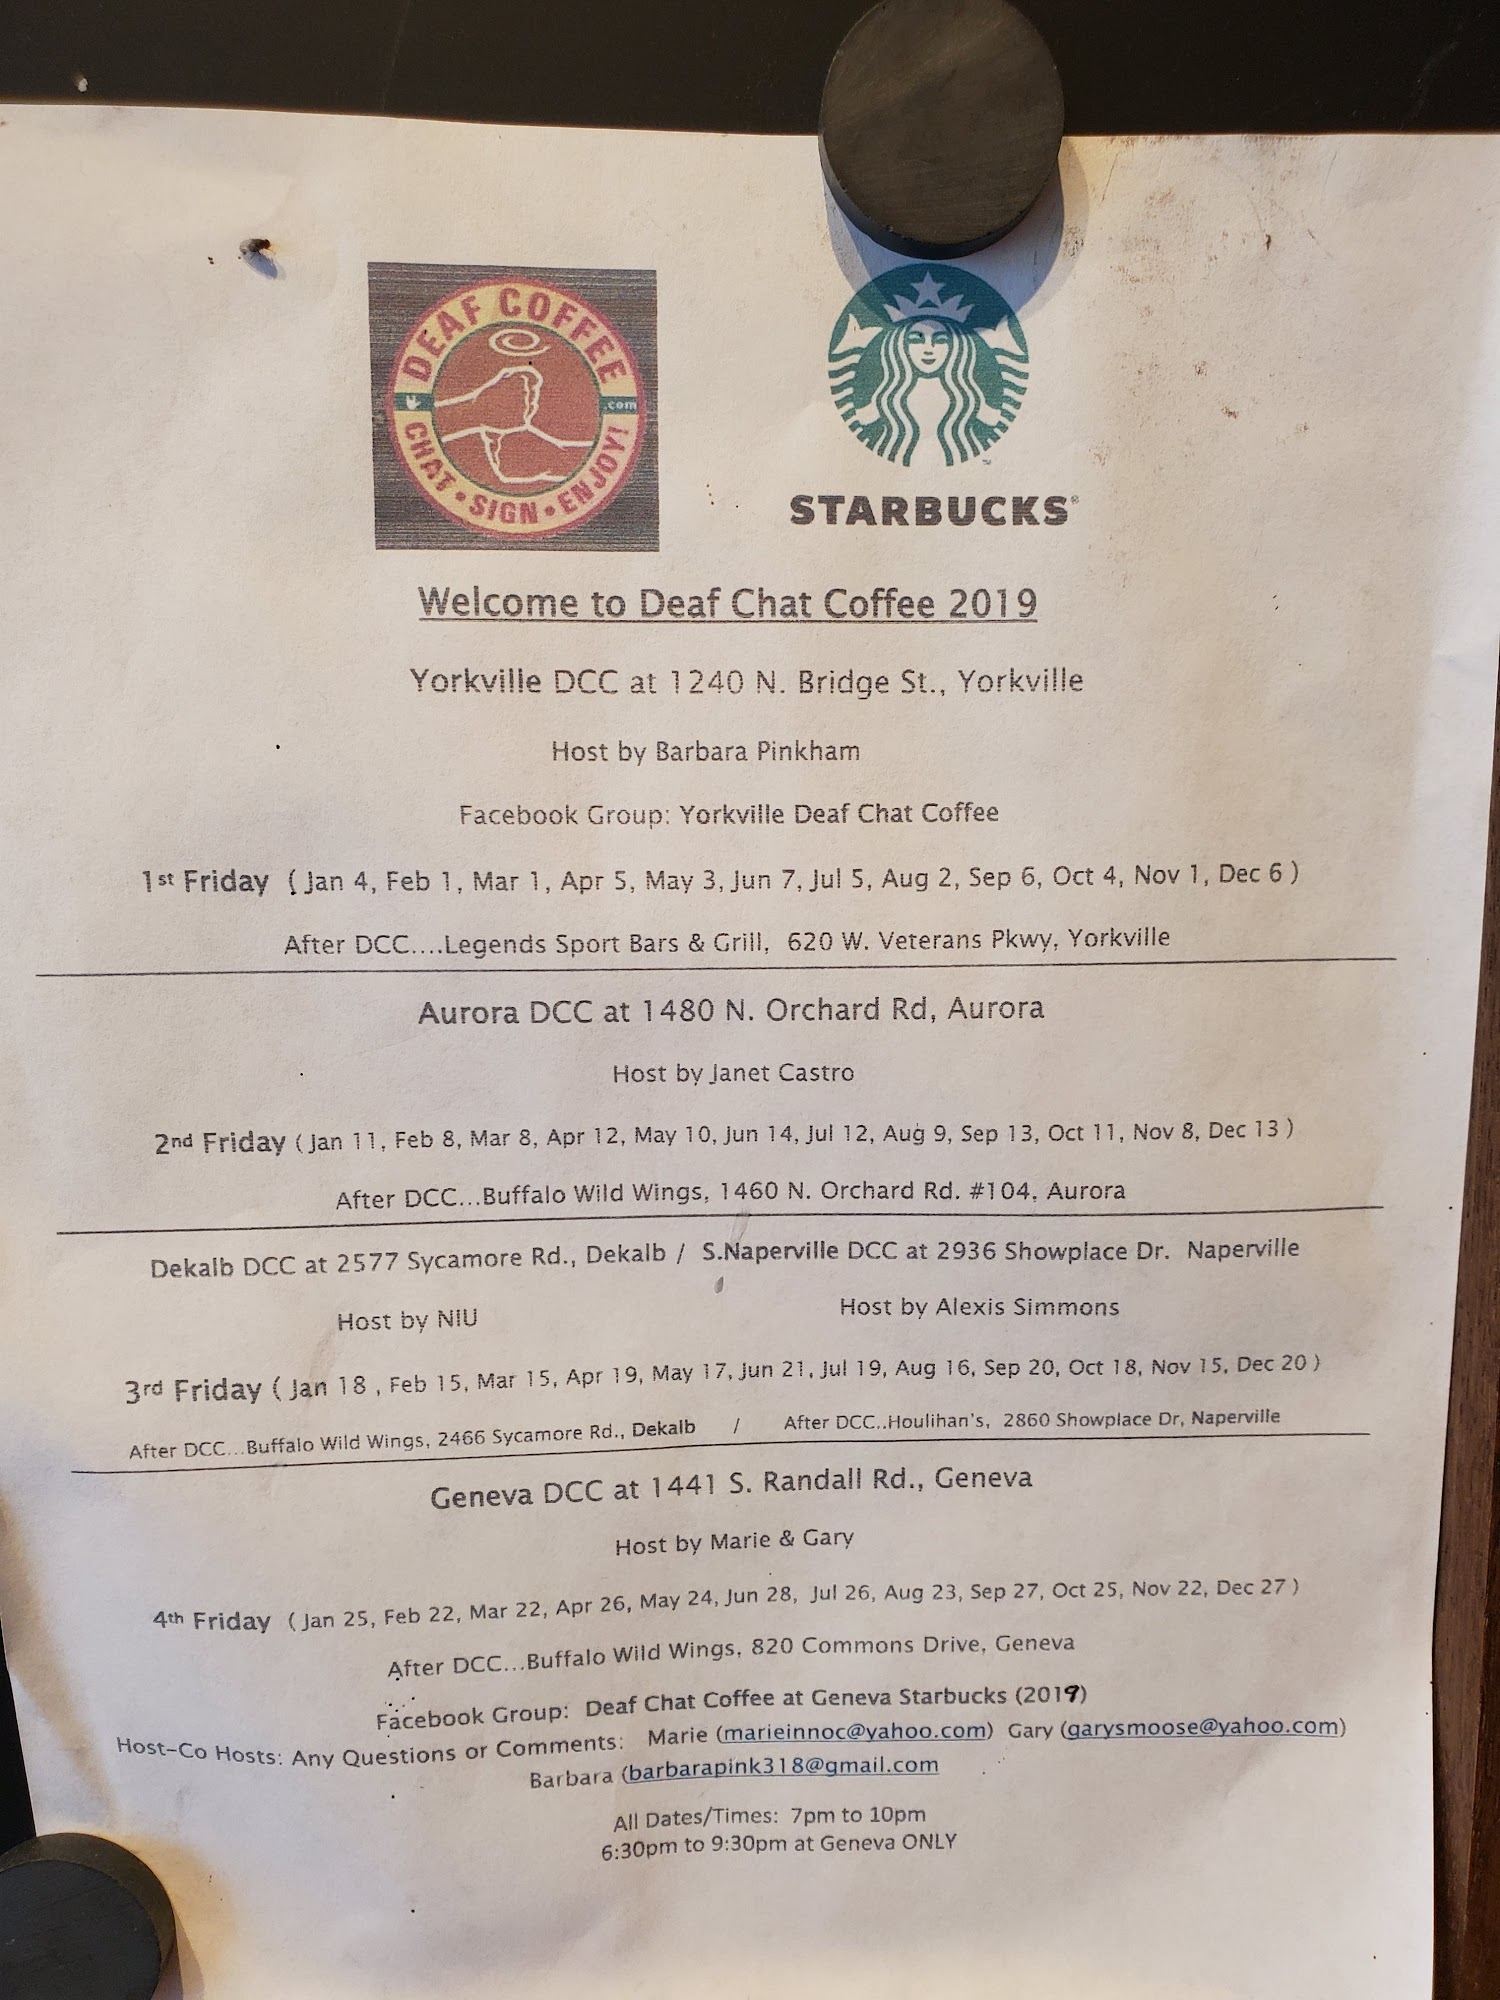 DEAF COFFEE
.com
CHAT • SIGN • ENJOY!
STARBUCKS®
Welcome to Deaf Chat Coffee 2019
Yorkville DCC at 1240 N. Bridge St., Yorkville
Host by Barbara Pinkham
Facebook Group: Yorkville Deaf Chat Coffee
1st Friday ( Jan 4, Feb 1, Mar 1, Apr 5, May 3, Jun 7, Jul 5, Aug 2, Sep 6, Oct 4, Nov 1, Dec 6 )
After DCC....Legends Sport Bars & Grill, 620 W. Veterans Pkwy, Yorkville
Aurora DCC at 1480 N. Orchard Rd, Aurora
Host by Janet Castro
2nd Friday ( Jan 11, Feb 8, Mar 8, Apr 12, May 10, Jun 14, Jul 12, Aug 9, Sep 13, Oct 11, Nov 8, Dec 13 )
After DCC...Buffalo Wild Wings, 1460 N. Orchard Rd. #104, Aurora
Dekalb DCC at 2577 Sycamore Rd., Dekalb / S.Naperville DCC at 2936 Showplace Dr. Naperville
Host by NIU Host by Alexis Simmons
3rd Friday ( Jan 18 , Feb 15, Mar 15, Apr 19, May 17, Jun 21, Jul 19, Aug 16, Sep 20, Oct 18, Nov 15, Dec 20 )
After DCC...Buffalo Wild Wings, 2466 Sycamore Rd., Dekalb / After DCC..Houlihan's, 2860 Showplace Dr, Naperville
Geneva DCC at 1441 S. Randall Rd., Geneva
Host by Marie & Gary
4th Friday ( Jan 25, Feb 22, Mar 22, Apr 26, May 24, Jun 28, Jul 26, Aug 23, Sep 27, Oct 25, Nov 22, Dec 27 )
After DCC...Buffalo Wild Wings, 820 Commons Drive, Geneva
Facebook Group: Deaf Chat Coffee at Geneva Starbucks (2019)
Host-Co Hosts: Any Questions or Comments: Marie (marieinnoc@yahoo.com) Gary (garysmoose@yahoo.com)
Barbara (barbarapink318@gmail.com
All Dates/Times: 7pm to 10pm
6:30pm to 9:30pm at Geneva ONLY